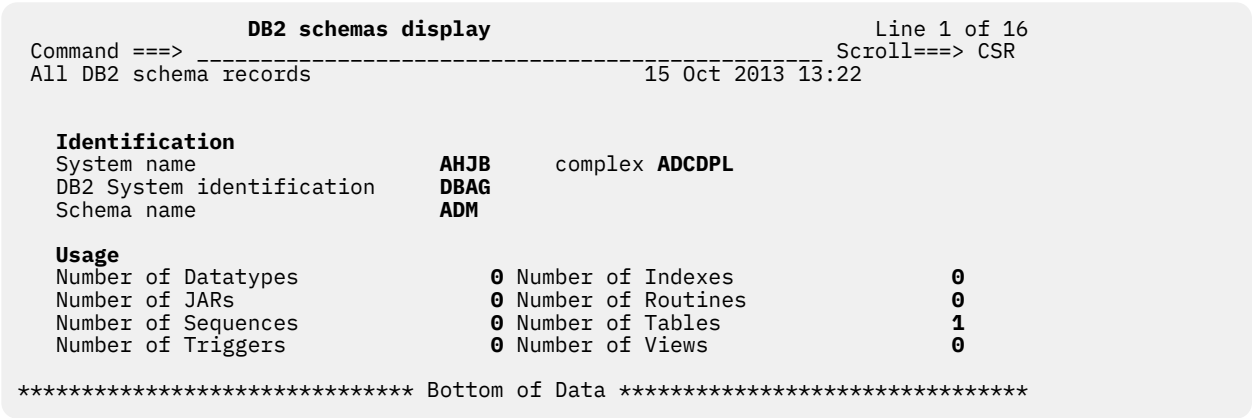 DB2 schemas display Line 1 of 16
Command ===> _________________________________________________ Scroll===> CSR
All DB2 schema records 15 Oct 2013 13:22
Identification
System name AHJB complex ADCDPL
DB2 System identification DBAG
Schema name ADM
Usage
Number of Datatypes 0 Number of Indexes 0
Number of JARs 0 Number of Routines 0
Number of Sequences 0 Number of Tables 1
Number of Triggers 0 Number of Views 0
******************************* Bottom of Data ********************************